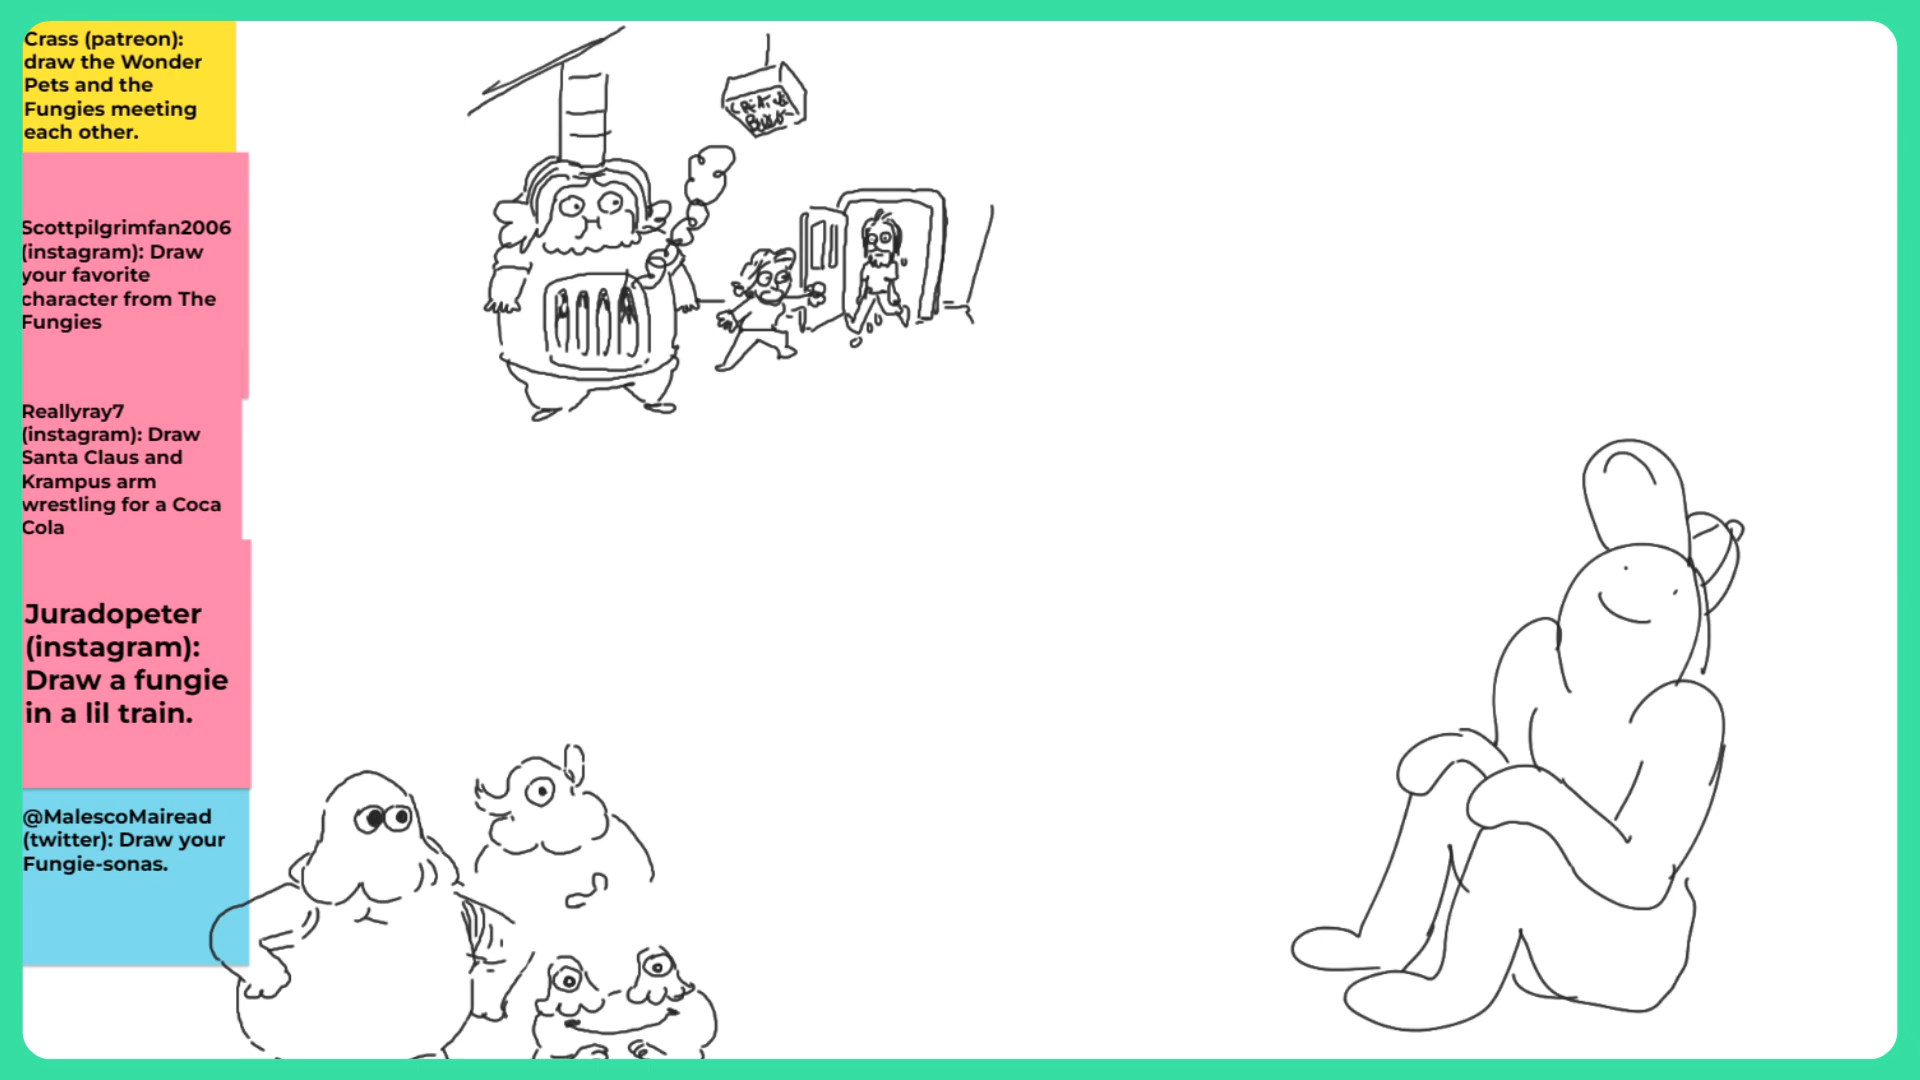 Crass (patreon):
draw the Wonder
Pets and the
Fungies meeting
each other.
Scottpilgrimfan2006
(instagram): Draw
your favorite
character from The
Fungies
Reallyray7
(instagram): Draw
Santa Claus and
Krampus arm
wrestling for a Coca
Cola
Juradopeter
(instagram):
Draw a fungie
in a lil train.
@MalescoMairead
(twitter): Draw your
Fungie-sonas.